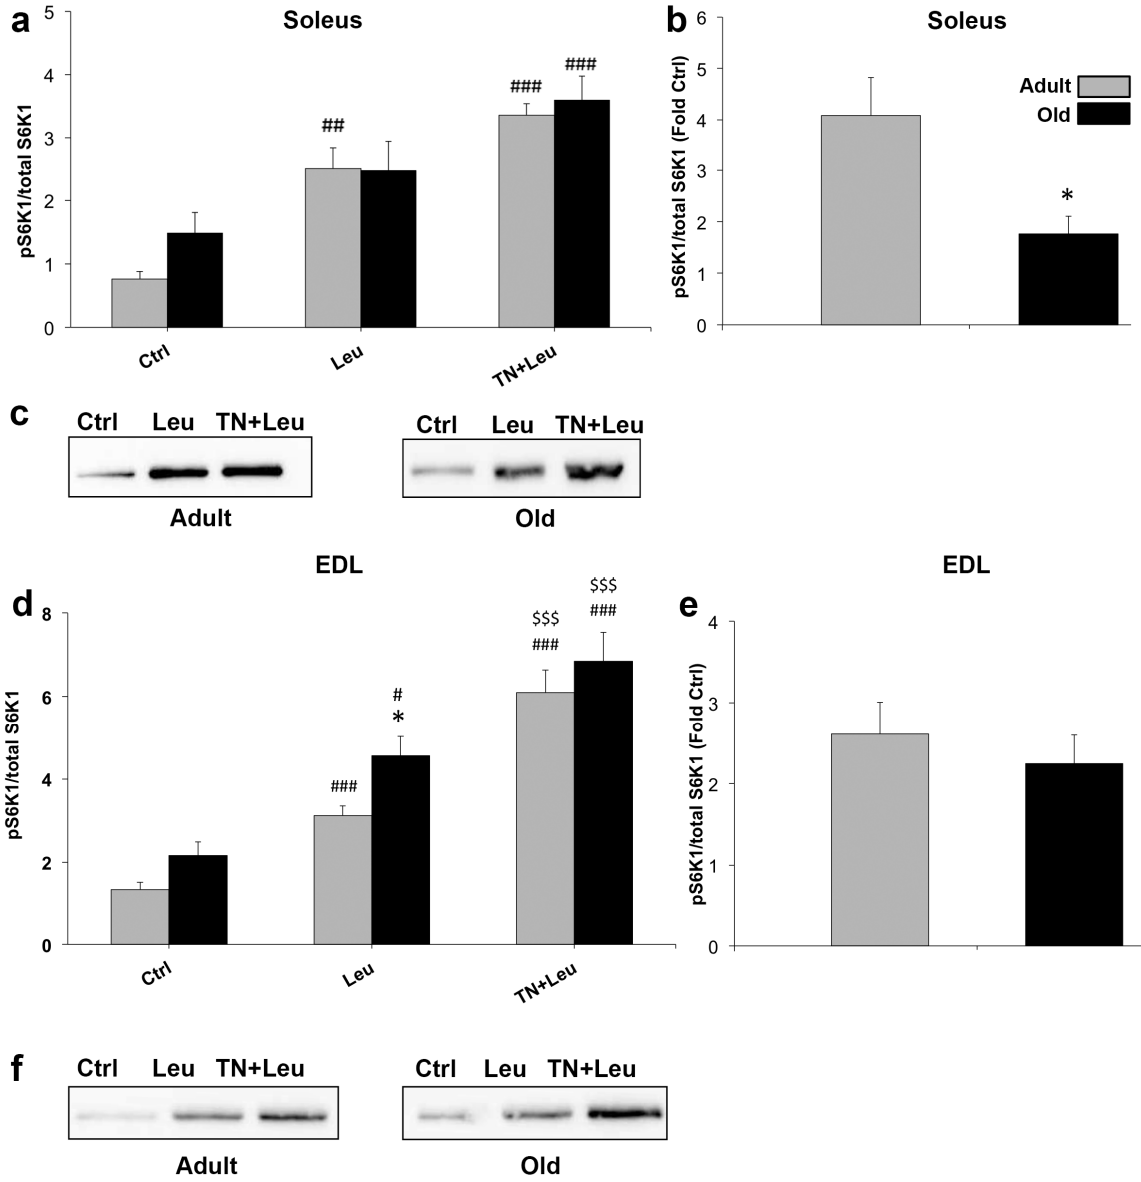 a
Soleus
pS6K1/total S6K1
5
4
3
2
1
0
##
###
###
Ctrl
Leu
TN+Leu
b
Soleus
pS6K1/total S6K1 (Fold Ctrl)
6
5
4
3
2
1
0
Adult
Old
*
c
Ctrl Leu TN+Leu
Adult
Ctrl Leu TN+Leu
Old
EDL
d
pS6K1/total S6K1
8
6
4
2
0
###
#
*
$$$
###
$$$
###
Ctrl
Leu
TN+Leu
EDL
e
pS6K1/total S6K1 (Fold Ctrl)
4
3
2
1
0
f
Ctrl Leu TN+Leu
Adult
Ctrl Leu TN+Leu
Old